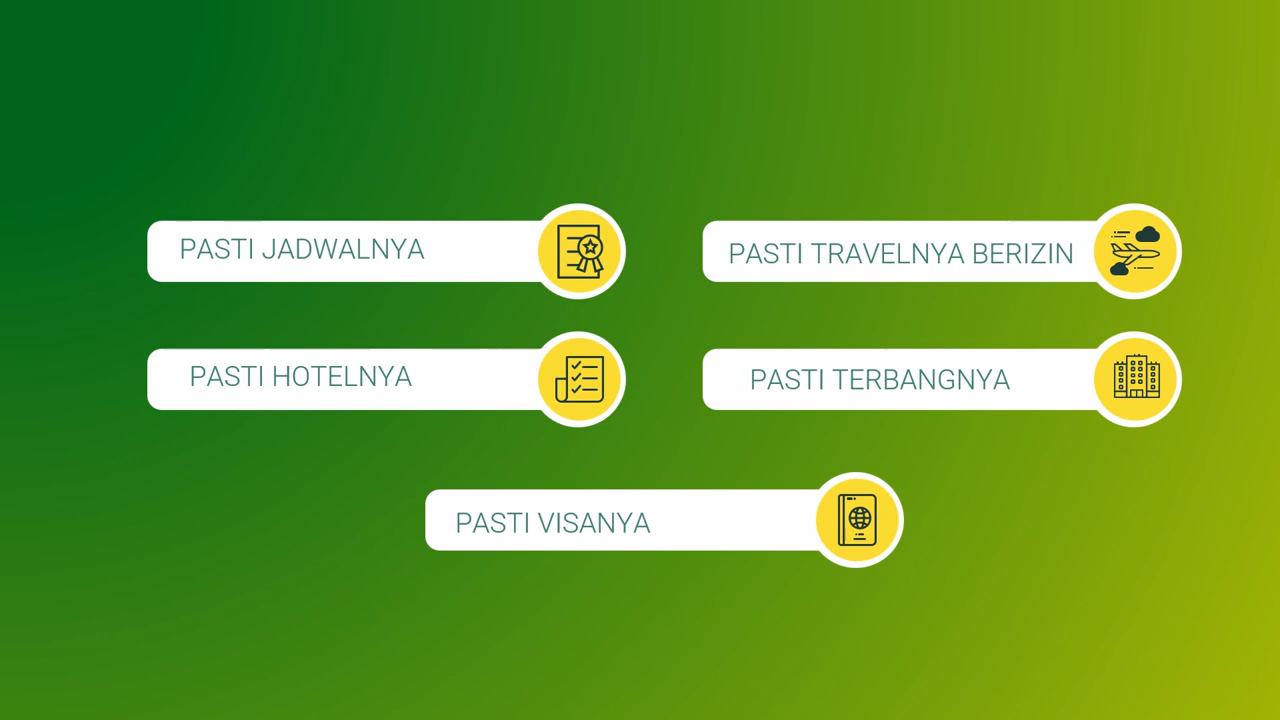 PASTI JADWALNYA
PASTI TRAVELNYA BERIZIN
PASTI HOTELNYA
PASTI TERBANGNYA
PASTI VISANYA